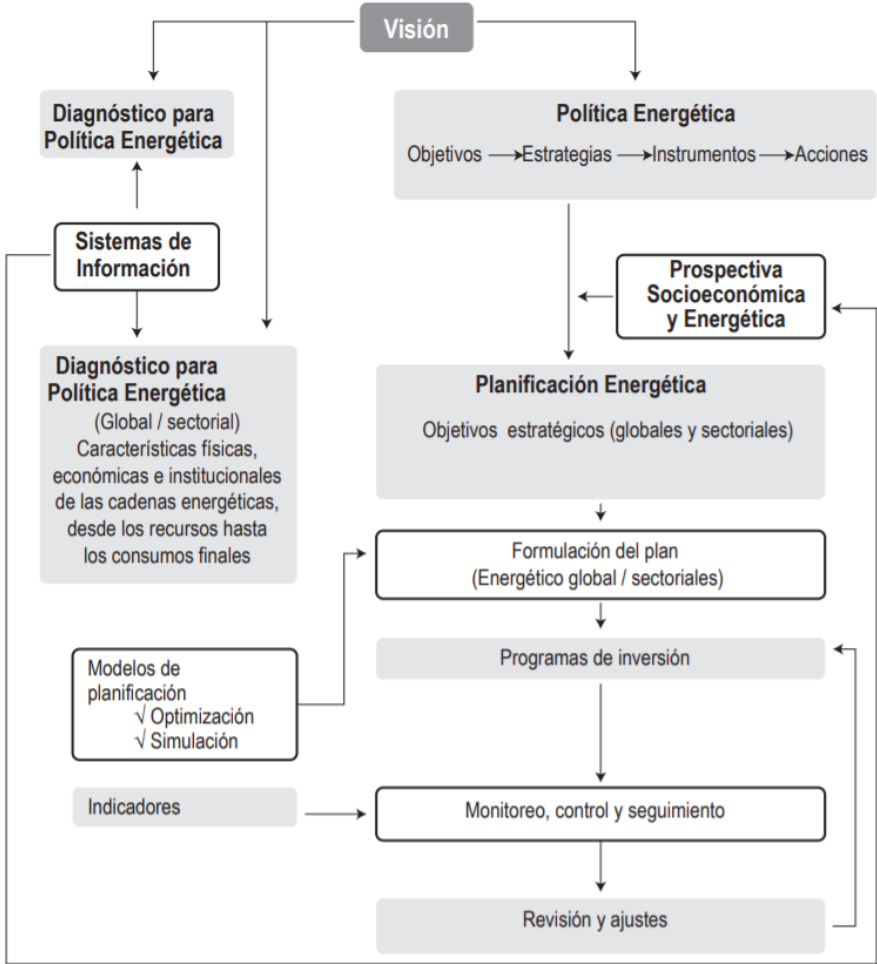 Visión
Diagnóstico para
Política Energética
Política Energética
Objetivos Estrategias Instrumentos Acciones
Sistemas de
Información
Prospectiva
Socioeconómica
y Energética
Diagnóstico para
Política Energética
(Global / sectorial)
Características físicas,
económicas e institucionales
de las cadenas energéticas,
desde los recursos hasta
los consumos finales
Planificación Energética
Objetivos estratégicos (globales y sectoriales)
Formulación del plan
(Energético global / sectoriales)
Programas de inversión
Modelos de
planificación
√ Optimización
√ Simulación
Indicadores
Monitoreo, control y seguimiento
Revisión y ajustes